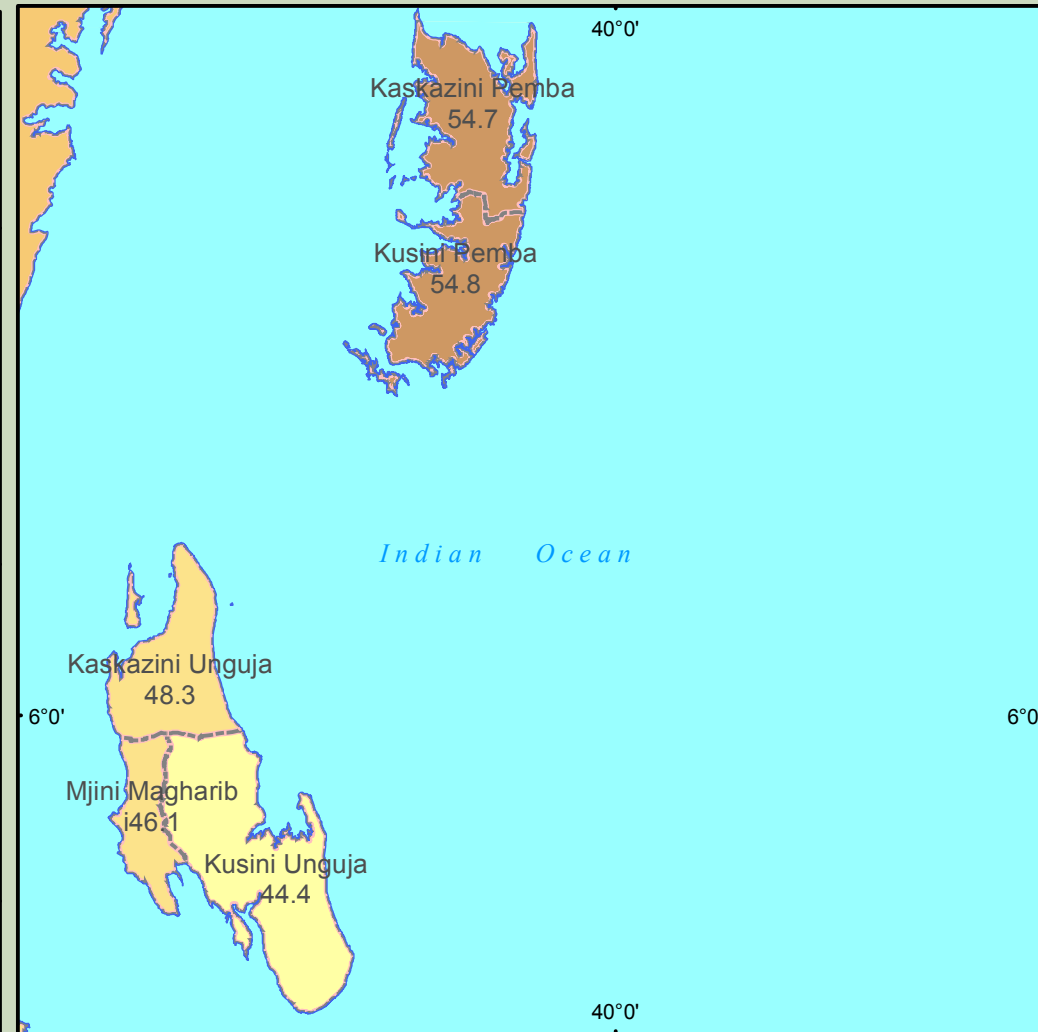 40°0'
Kaskazini Pemba
54.7
Kusini Pemba
54.8
Indian Ocean
Kaskazini Unguja
48.3
6°0'
6°0'
Mjini Magharib
i46.1
Kusini Unguja
44.4
40°0'